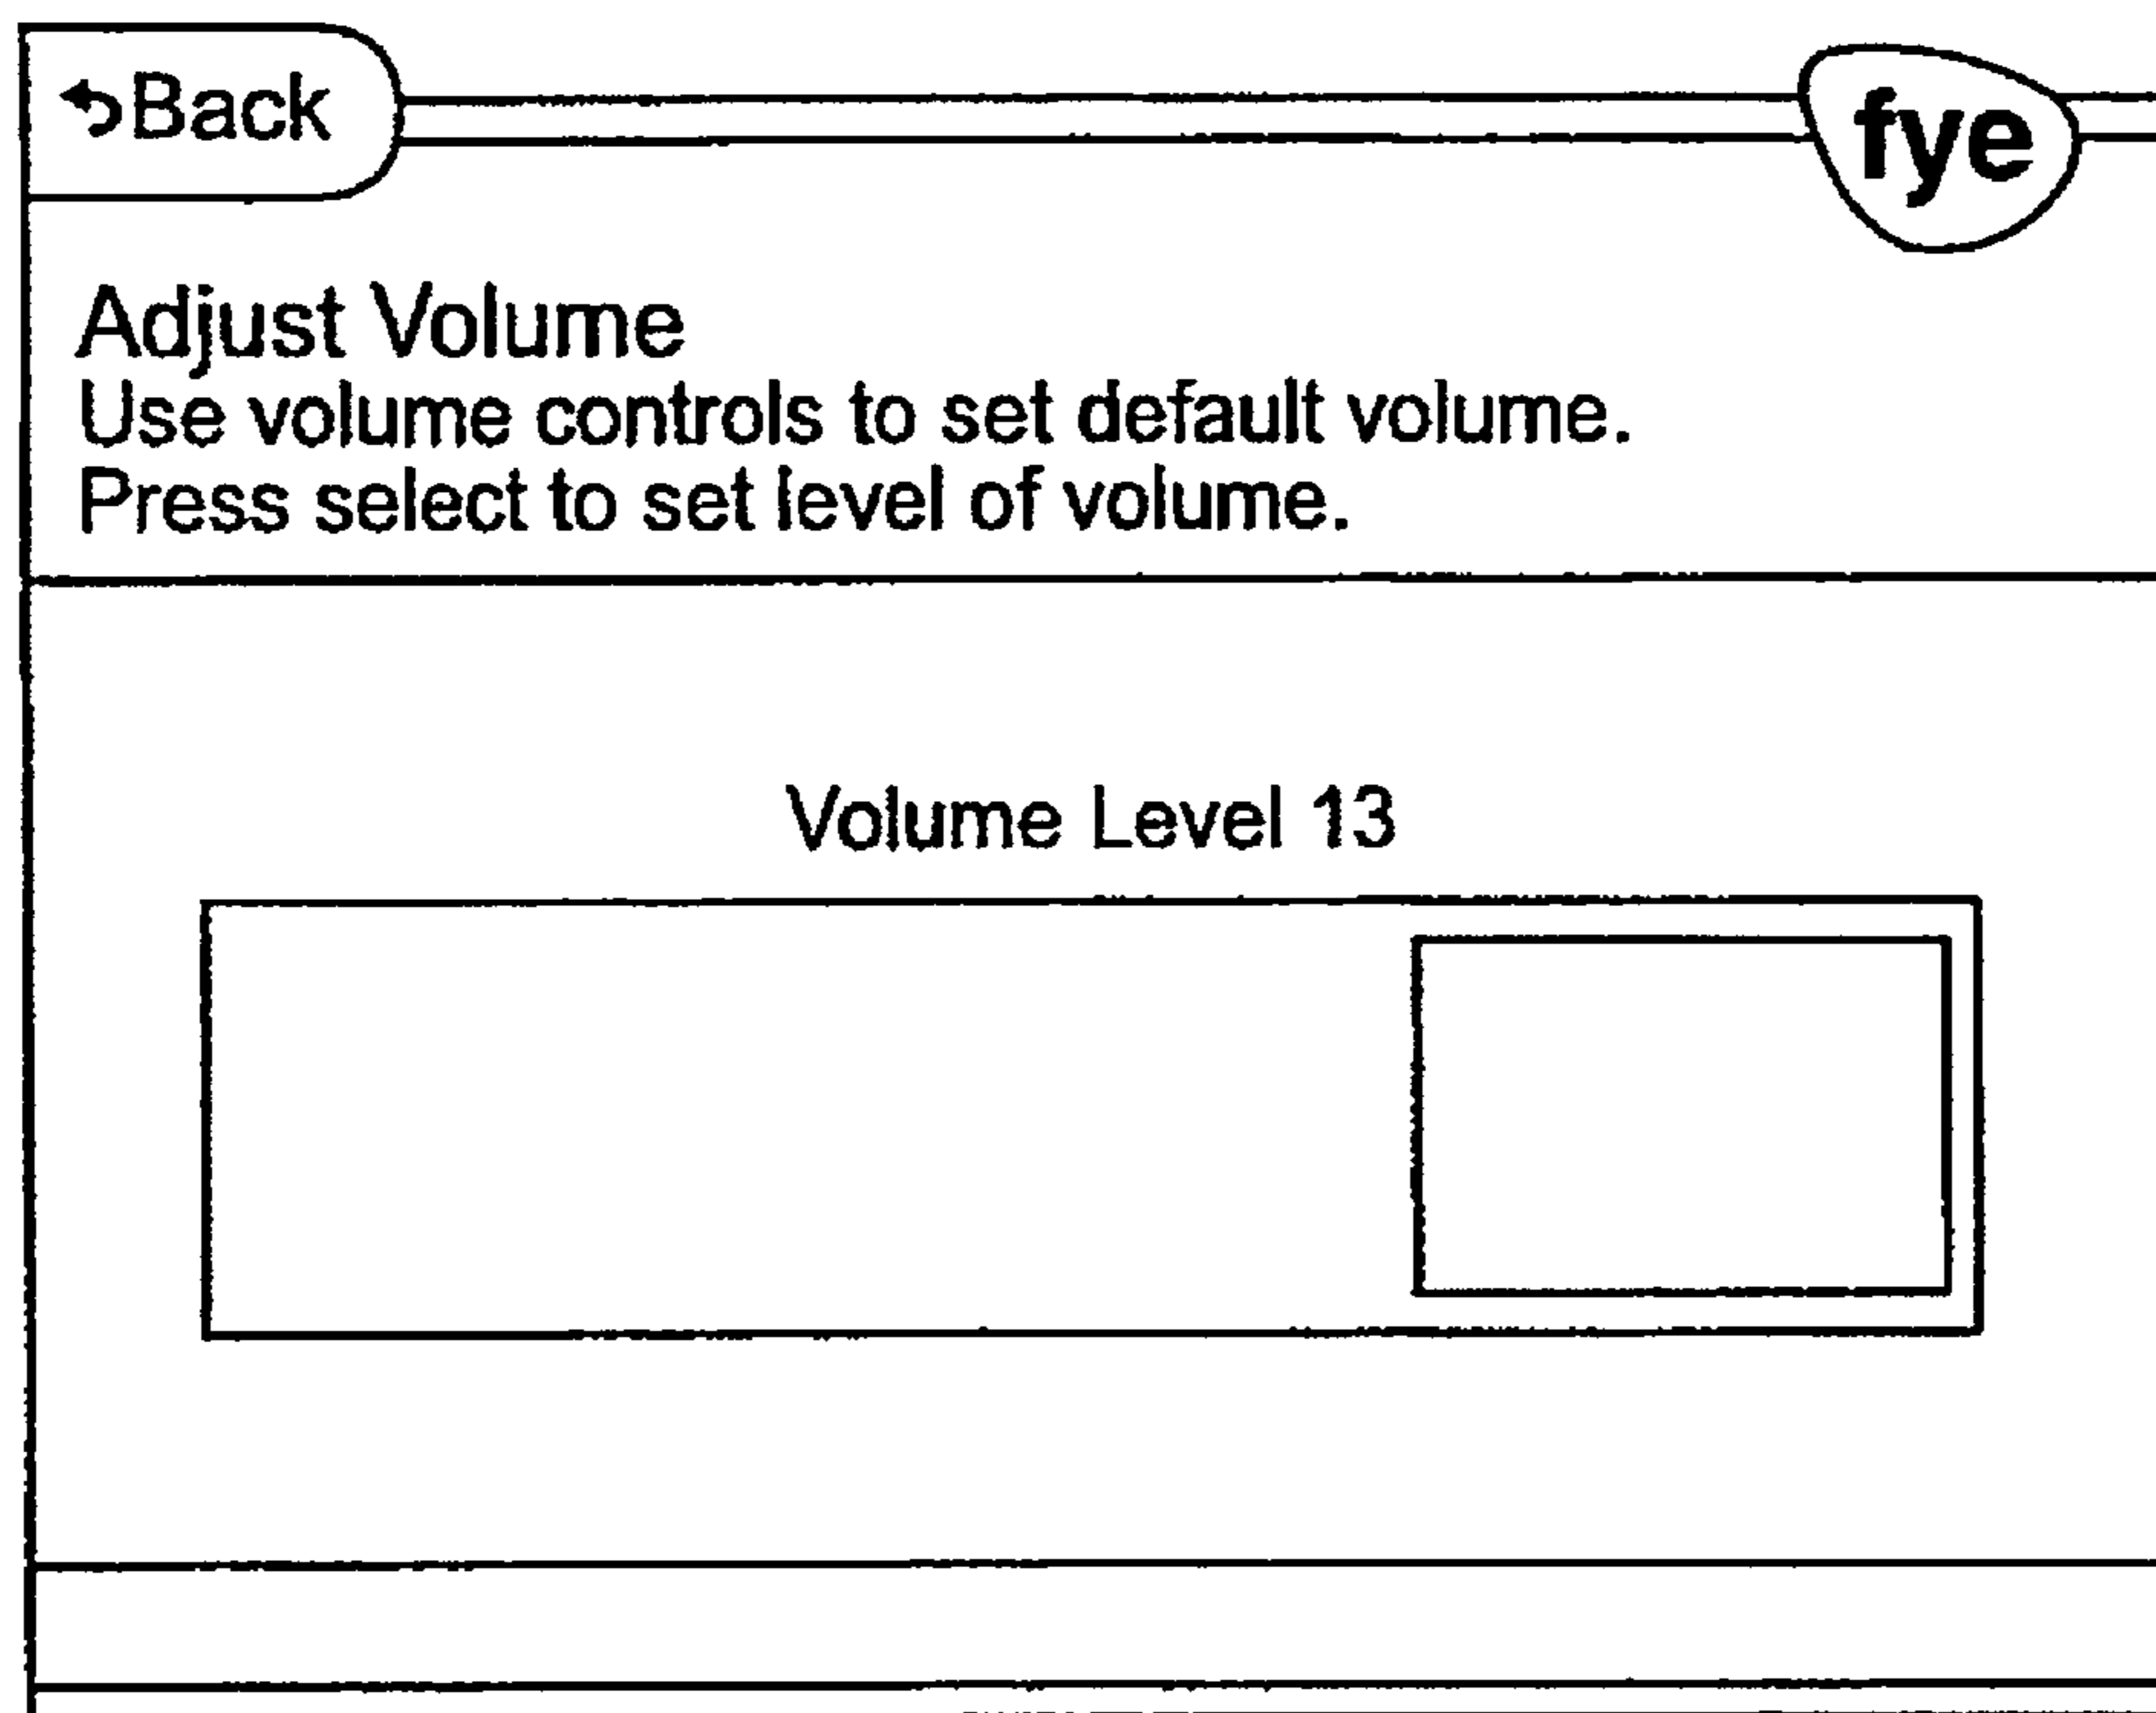 Back
fye
Adjust Volume
Use volume controls to set default volume.
Press select to set level of volume.
Volume Level 13